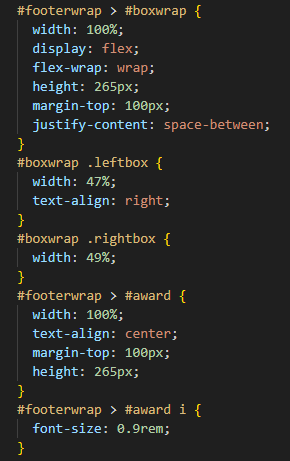 #footerwrap > #boxwrap {
  width: 100%;
  display: flex;
  flex-wrap: wrap;
  height: 265px;
  margin-top: 100px;
  justify-content: space-between;
}
#boxwrap .leftbox {
  width: 47%;
  text-align: right;
}
#boxwrap .rightbox {
  width: 49%;
}
#footerwrap > #award {
  width: 100%;
  text-align: center;
  margin-top: 100px;
  height: 265px;
}
#footerwrap > #award i {
  font-size: 0.9rem;
}